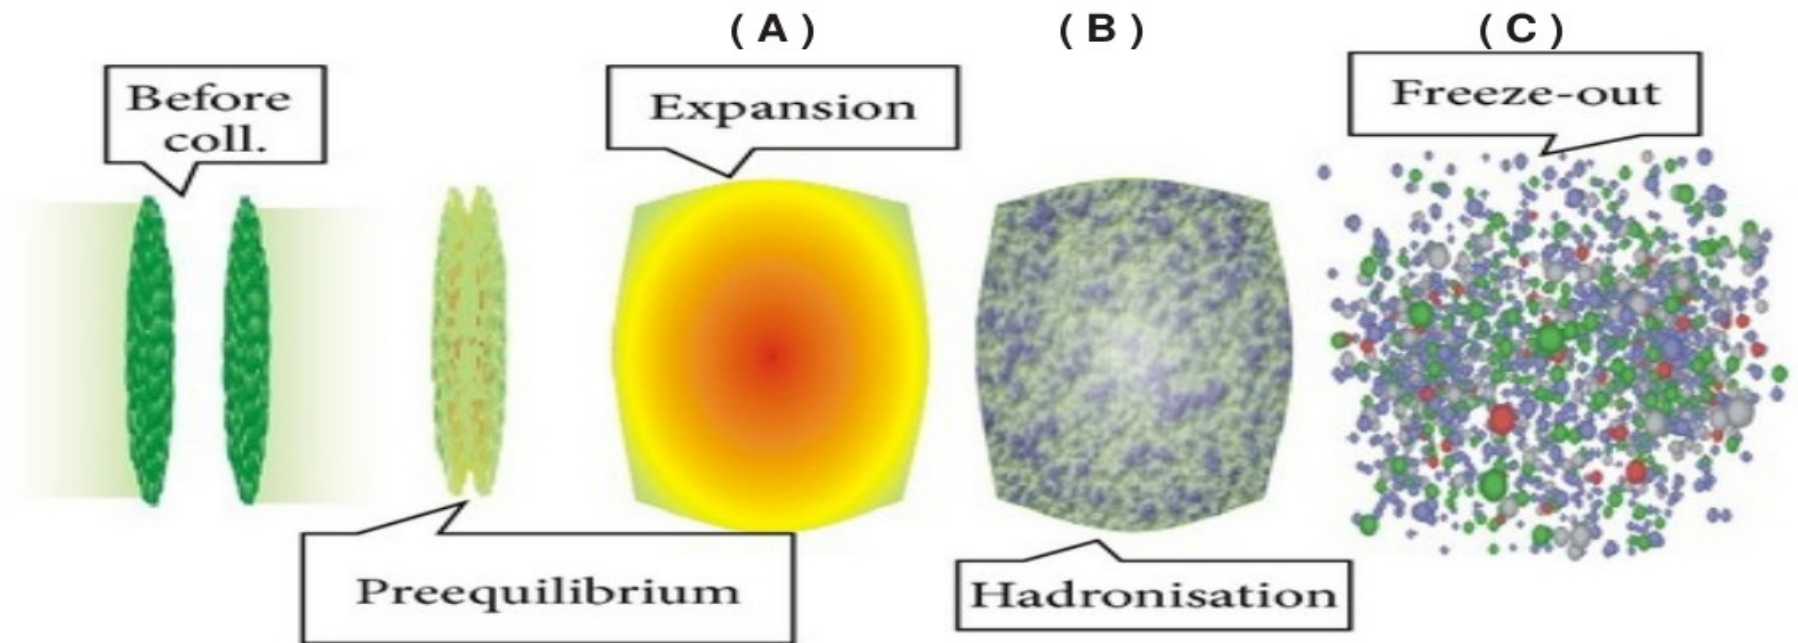 ( A )
( B )
( C )
Before
coll.
Expansion
Freeze-out
Preequilibrium
Hadronisation